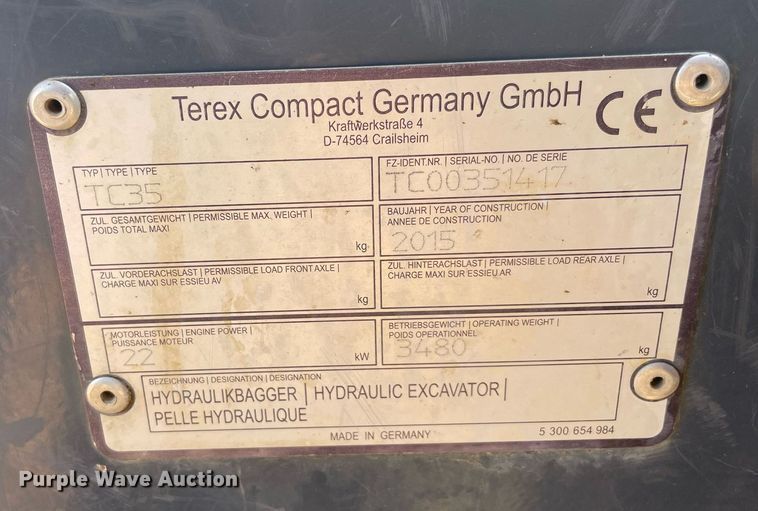 Terex Compact Germany GmbH
Kraftwerkstraße 4
D-74564 Crailsheim
CE
TYP | TYPE | TYPE
TC35
FZ-IDENT.NR. | SERIAL-NO. | NO. DE SERIE
TC00351417
ZUL. GESAMTGEWICHT | PERMISSIBLE MAX. WEIGHT |
POIDS TOTAL MAXI
kg
BAUJAHR | YEAR OF CONSTRUCTION |
ANNEE DE CONSTRUCTION
2015
ZUL. VORDERACHSLAST | PERMISSIBLE LOAD FRONT AXLE |
CHARGE MAXI SUR ESSIEU AV
kg
ZUL. HINTERACHSLAST | PERMISSIBLE LOAD REAR AXLE |
CHARGE MAXI SUR ESSIEU AR
kg
MOTORLEISTUNG | ENGINE POWER |
PUISSANCE MOTEUR
22
kW
BETRIEBSGEWICHT | OPERATING WEIGHT |
POIDS OPERATIONNEL
3480
kg
BEZEICHNUNG | DESIGNATION | DESIGNATION
HYDRAULIKBAGGER | HYDRAULIC EXCAVATOR |
PELLE HYDRAULIQUE
MADE IN GERMANY
5 300 654 984
Purple Wave Auction